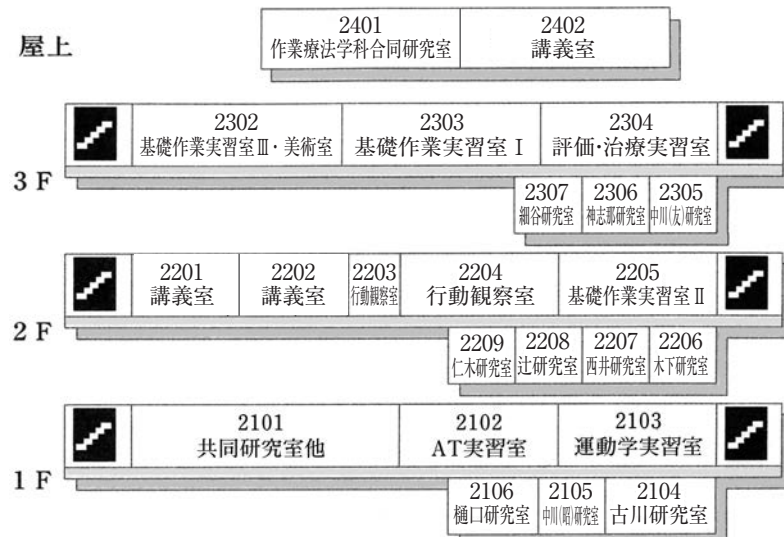 屋上
2401
作業療法学科合同研究室
2402
講義室
3 F
2302
基礎作業実習室Ⅲ・美術室
2303
基礎作業実習室Ⅰ
2304
評価・治療実習室
2307
細谷研究室
2306
神志那研究室
2305
中川(友)研究室
2 F
2201
講義室
2202
講義室
2203
行動観察室
2204
行動観察室
2205
基礎作業実習室Ⅱ
2209
仁木研究室
2208
辻研究室
2207
西井研究室
2206
木下研究室
1 F
2101
共同研究室他
2102
AT実習室
2103
運動学実習室
2106
樋口研究室
2105
中川(昭)研究室
2104
古川研究室